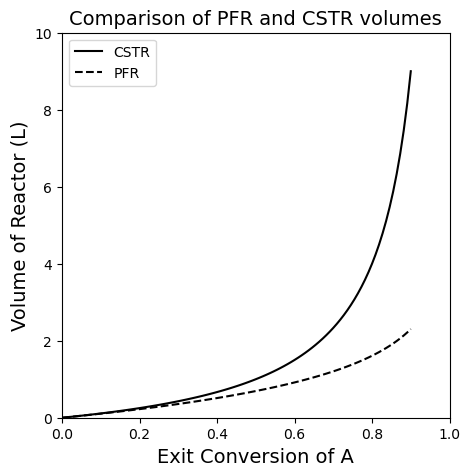 Comparison of PFR and CSTR volumes
10
CSTR
PFR
8
6
4
2
0
Volume of Reactor (L)
0.0 0.2 0.4 0.6 0.8 1.0
Exit Conversion of A